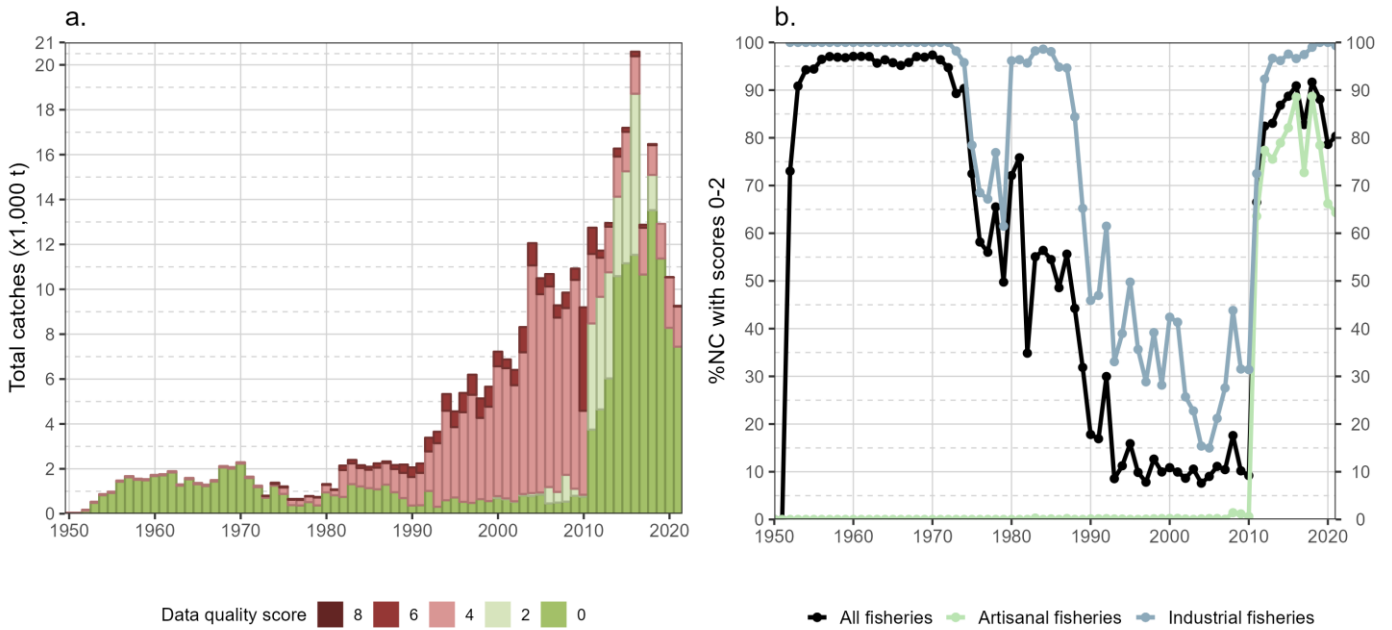 a.
Total catches (x1,000 t)
21
20
18
16
14
12
10
8
6
4
2
0
1950 1960 1970 1980 1990 2000 2010 2020
Data quality score 8 6 4 2 0
b.
%NC with scores 0-2
100 100
90 90
80 80
70 70
60 60
50 50
40 40
30 30
20 20
10 10
0 0
1950 1960 1970 1980 1990 2000 2010 2020
All fisheries Artisanal fisheries Industrial fisheries